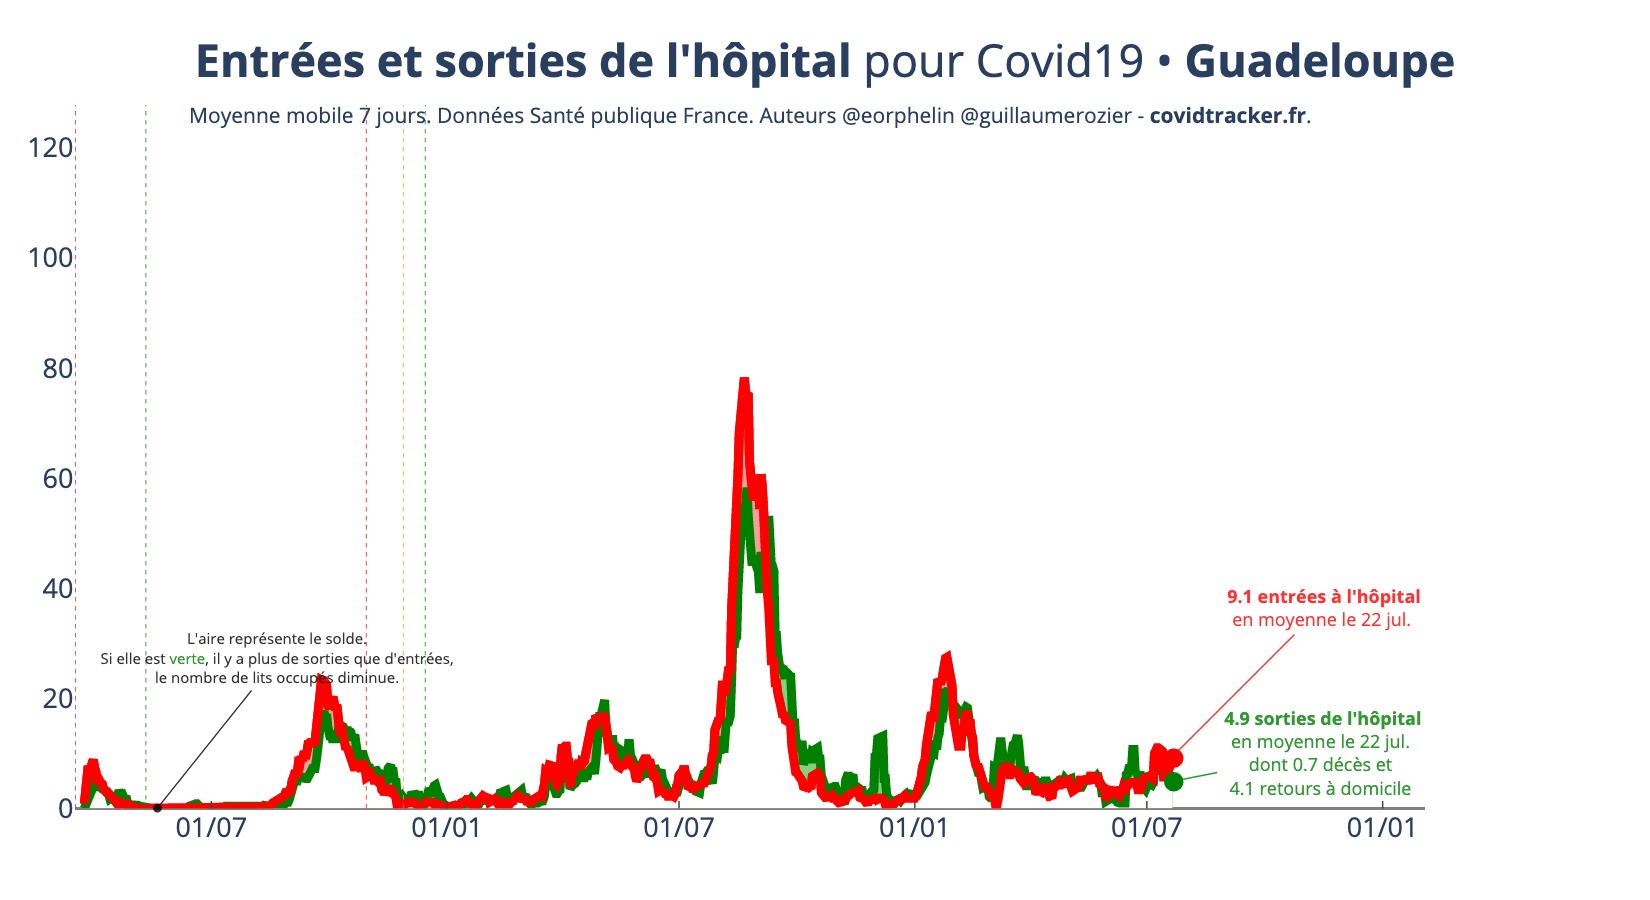 Entrées et sorties de l'hôpital pour Covid19 • Guadeloupe
Moyenne mobile 7 jours. Données Santé publique France. Auteurs @eorphelin @guillaumerozier - covidtracker.fr.
120
100
80
60
40
20
0
L'aire représente le solde.
Si elle est verte, il y a plus de sorties que d'entrées,
le nombre de lits occupés diminue.
9.1 entrées à l'hôpital
en moyenne le 22 jul.
4.9 sorties de l'hôpital
en moyenne le 22 jul.
dont 0.7 décès et
4.1 retours à domicile
01/07
01/01
01/07
01/01
01/07
01/01